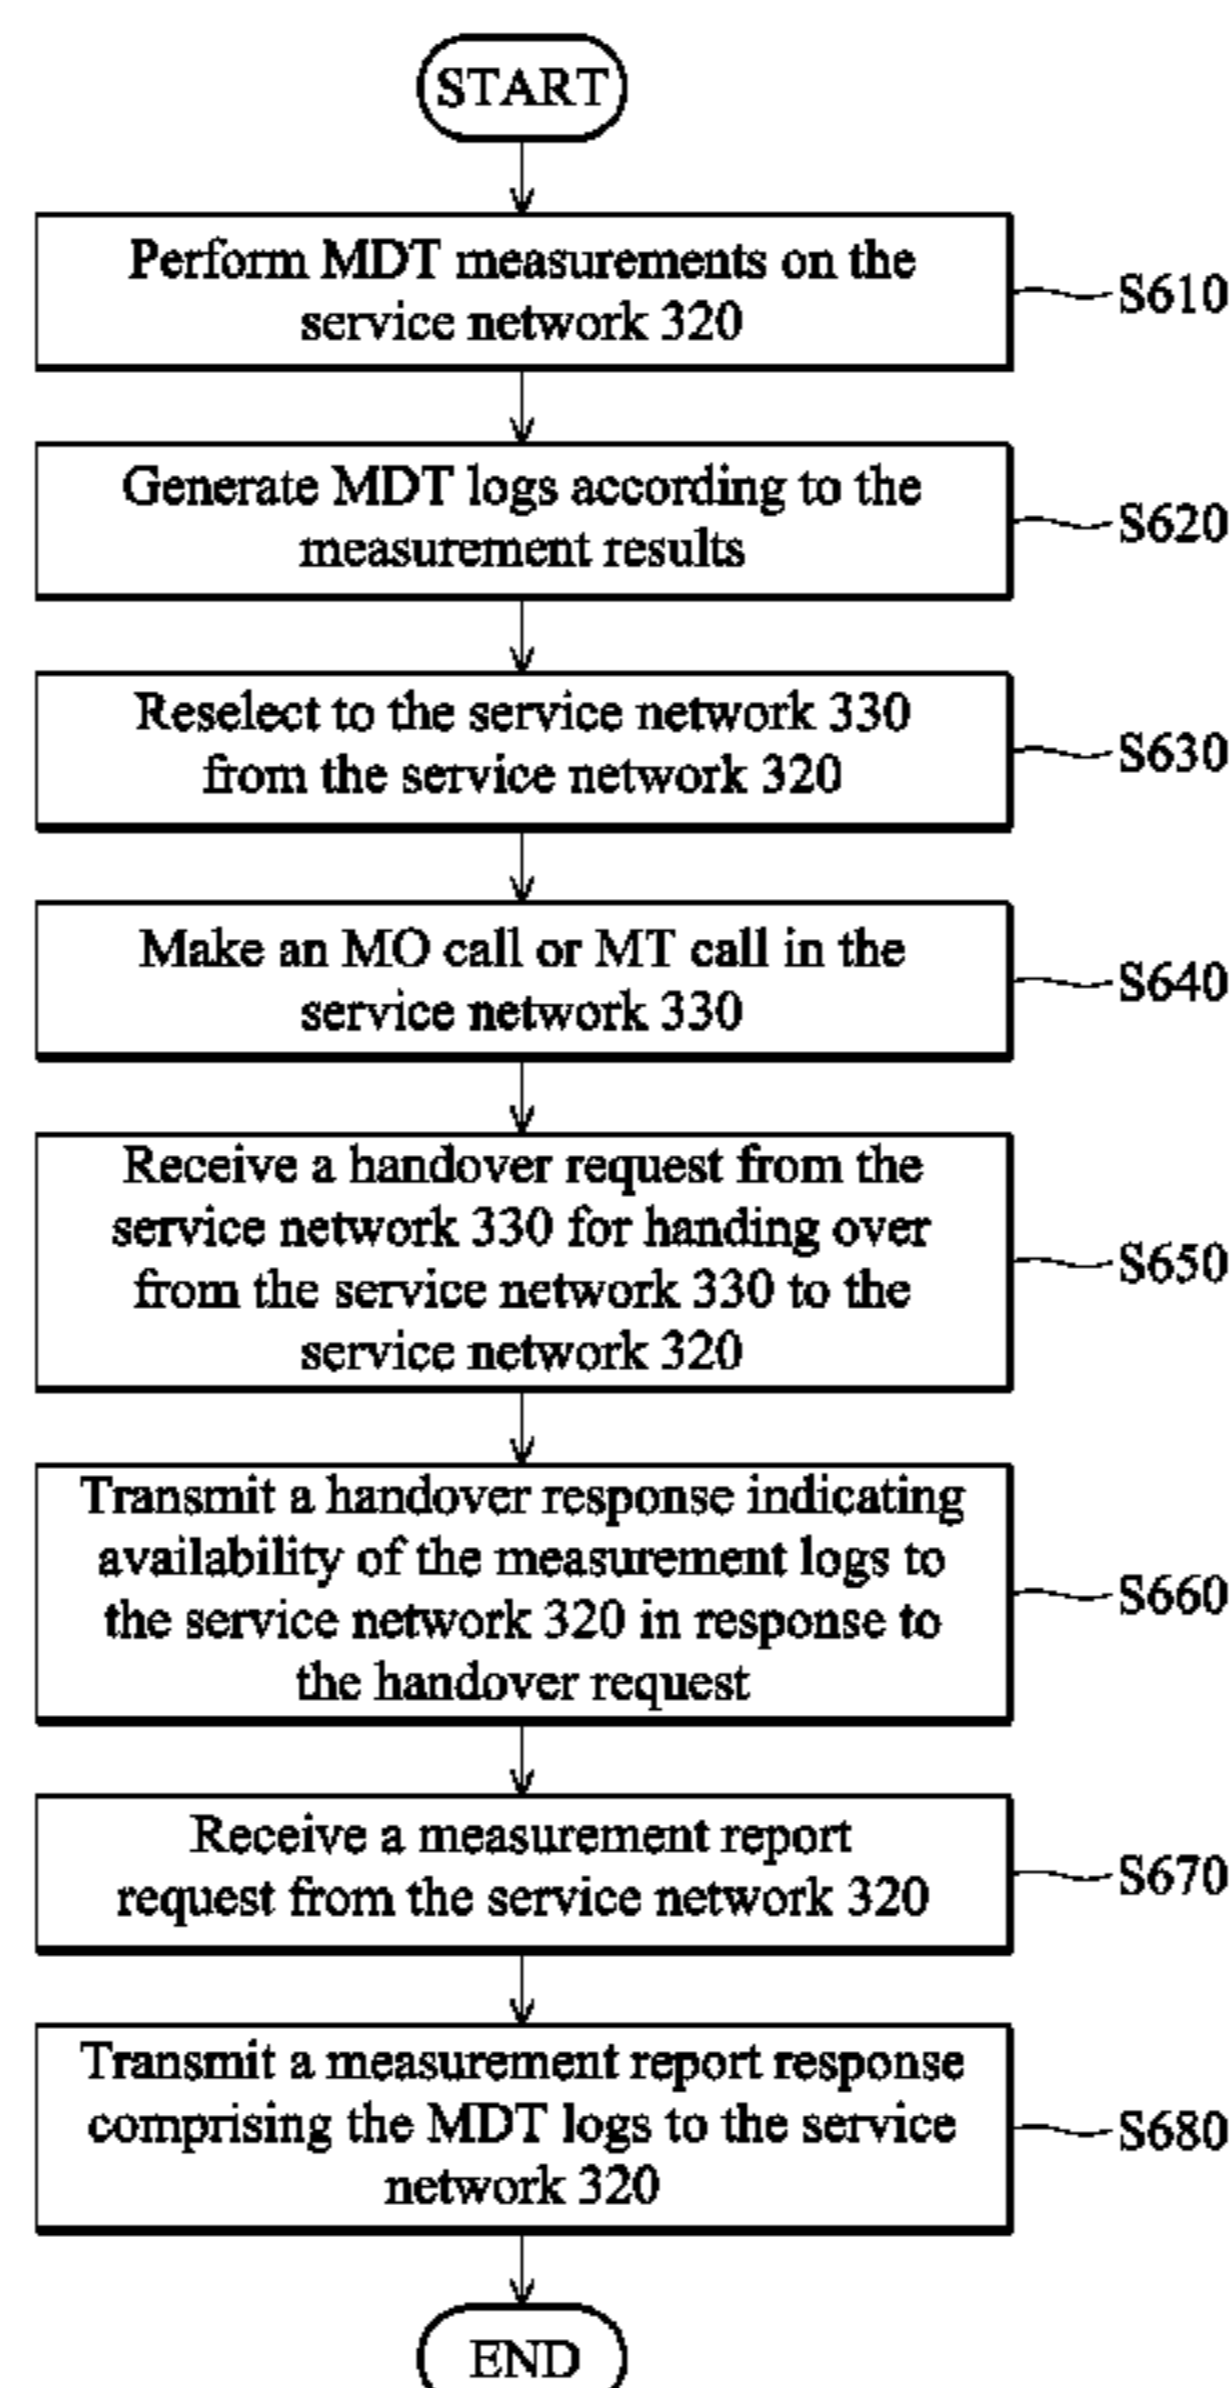 START
Perform MDT measurements on the
service network 320
S610
Generate MDT logs according to the
measurement results
S620
Reselect to the service network 330
from the service network 320
S630
Make an MO call or MT call in the
service network 330
S640
Receive a handover request from the
service network 330 for handing over
from the service network 330 to the
service network 320
S650
Transmit a handover response indicating
availability of the measurement logs to
the service network 320 in response to
the handover request
S660
Receive a measurement report
request from the service network 320
S670
Transmit a measurement report response
comprising the MDT logs to the service
network 320
S680
END